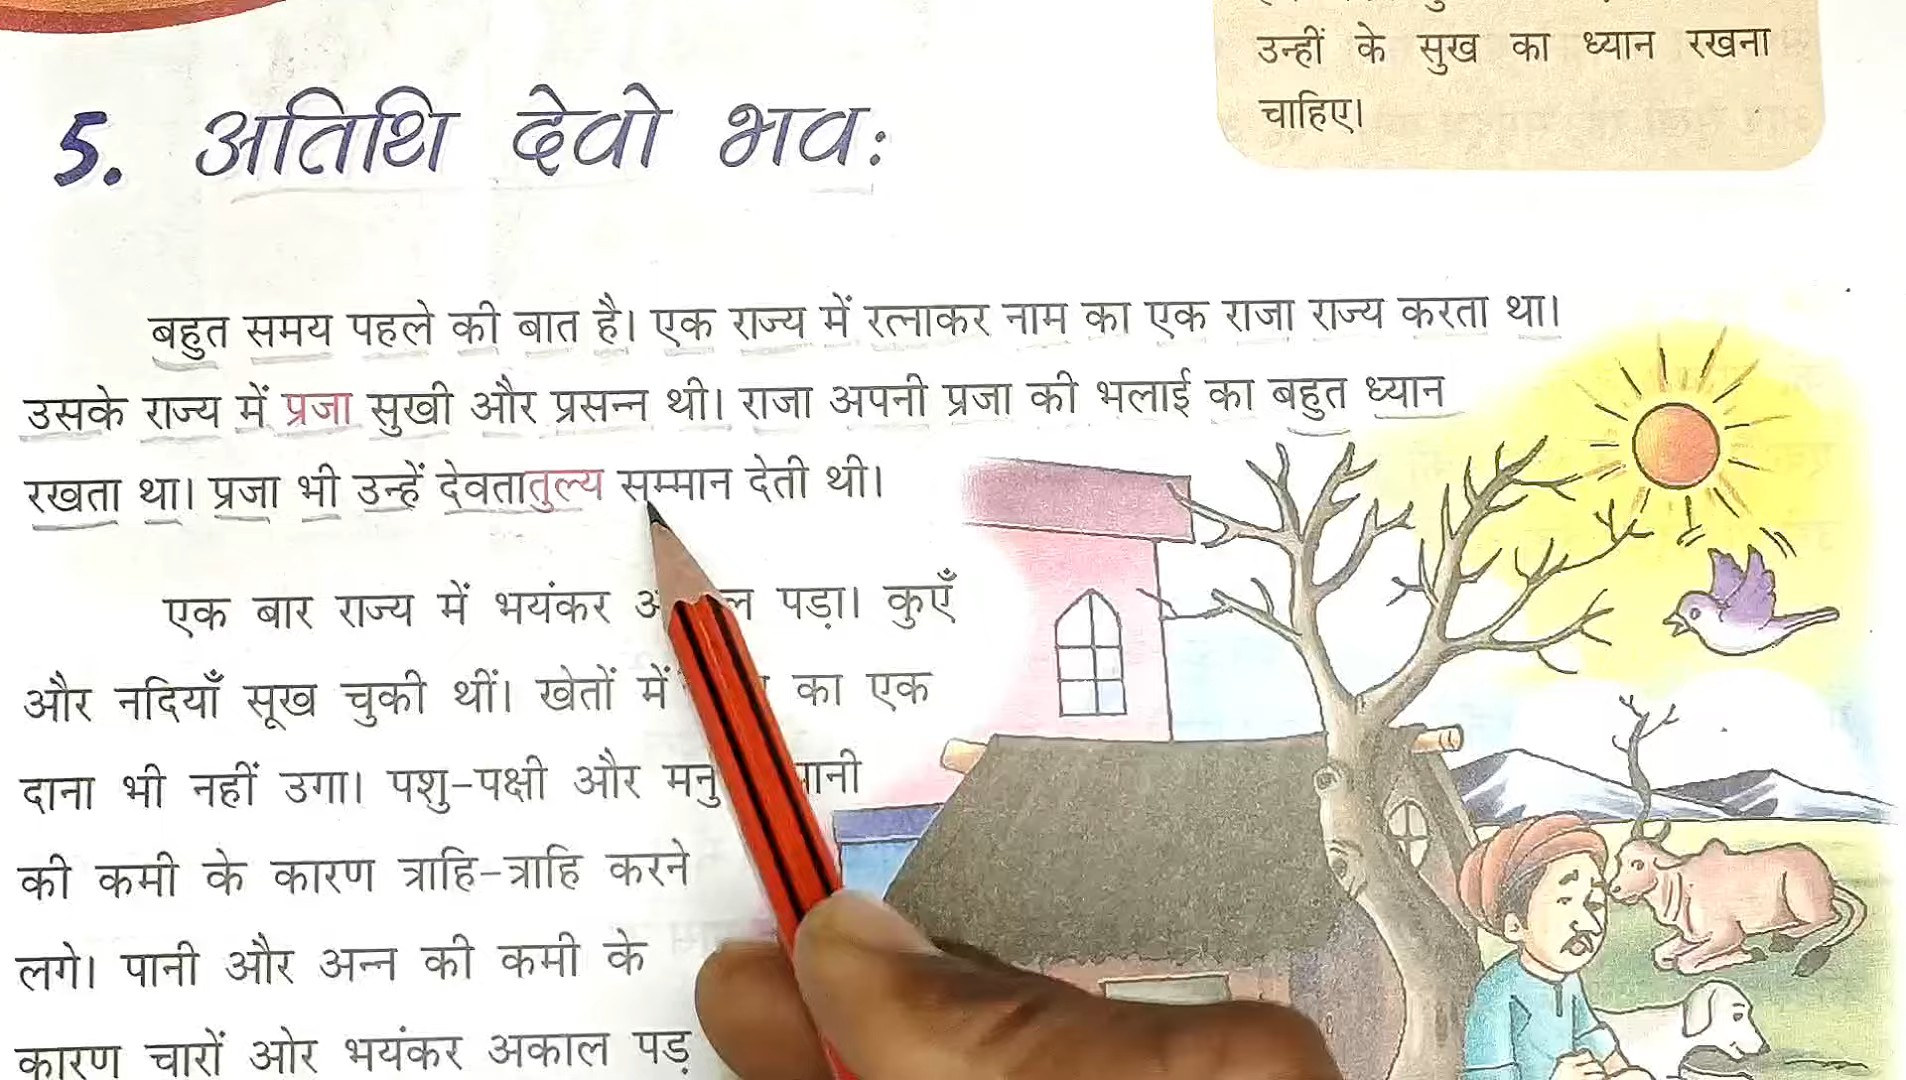 उन्हीं के सुख का ध्यान रखना
चाहिए।
5. अतिथि देवो भवः
बहुत समय पहले की बात है। एक राज्य में रत्नाकर नाम का एक राजा राज्य करता था।
उसके राज्य में प्रजा सुखी और प्रसन्न थी। राजा अपनी प्रजा की भलाई का बहुत ध्यान
रखता था। प्रजा भी उन्हें देवतातुल्य सम्मान देती थी।
एक बार राज्य में भयंकर पड़ा। कुएँ
और नदियाँ सूख चुकी थीं। खेतों में का एक
दाना भी नहीं उगा। पशु-पक्षी और
की कमी के कारण त्राहि-त्राहि करने
लगे। पानी और अन्न की कमी के
कारण चारों ओर भयंकर अकाल पड़